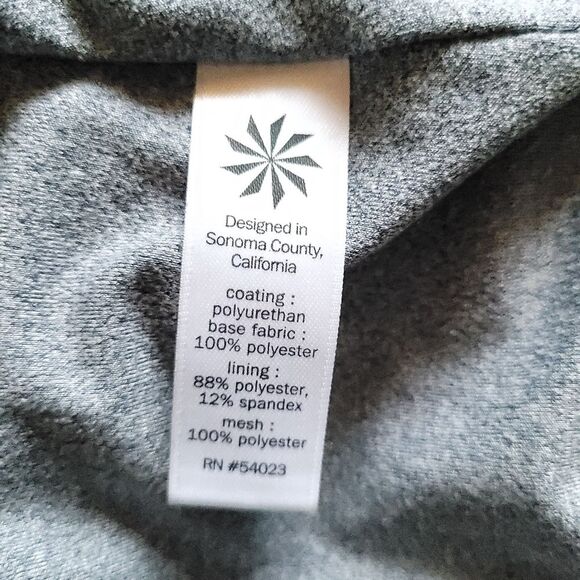 Designed in
Sonoma County,
California
coating :
polyurethan
base fabric :
100% polyester
lining :
88% polyester,
12% spandex
mesh :
100% polyester
RN #54023